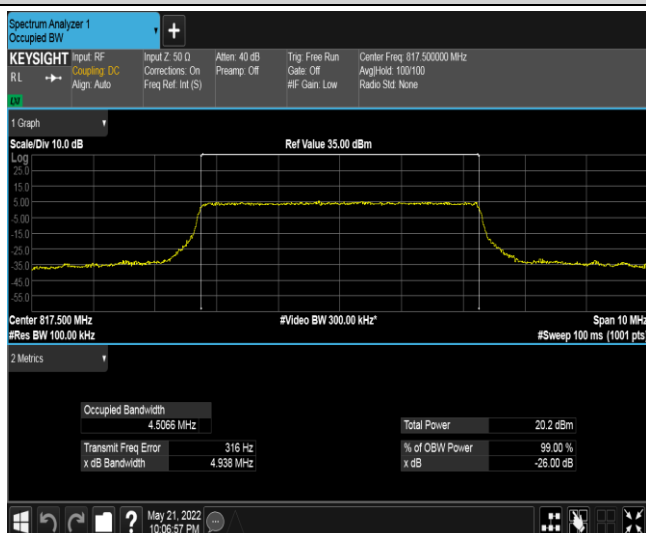 Spectrum Analyzer 1
Occupied BW
+
KEYSIGHT
RL
Input: RF
Coupling: DC
Align: Auto
Input Z: 50 Ω
Corrections: On
Freq Ref: Int (S)
Atten: 40 dB
Preamp: Off
Trig: Free Run
Gate: Off
#IF Gain: Low
Center Freq: 817.500000 MHz
Avg|Hold: 100/100
Radio Std: None
1 Graph
Scale/Div 10.0 dB
Ref Value 35.00 dBm
Log
25.0
15.0
5.00
-5.00
-15.0
-25.0
-35.0
-45.0
-55.0
Center 817.500 MHz
#Video BW 300.00 kHz*
Span 10 MHz
#Res BW 100.00 kHz
#Sweep 100 ms (1001 pts)
2 Metrics
Occupied Bandwidth
4.5066 MHz
Total Power 20.2 dBm
Transmit Freq Error 316 Hz
% of OBW Power 99.00 %
x dB Bandwidth 4.938 MHz
x dB -26.00 dB
?
May 21, 2022
10:06:57 PM